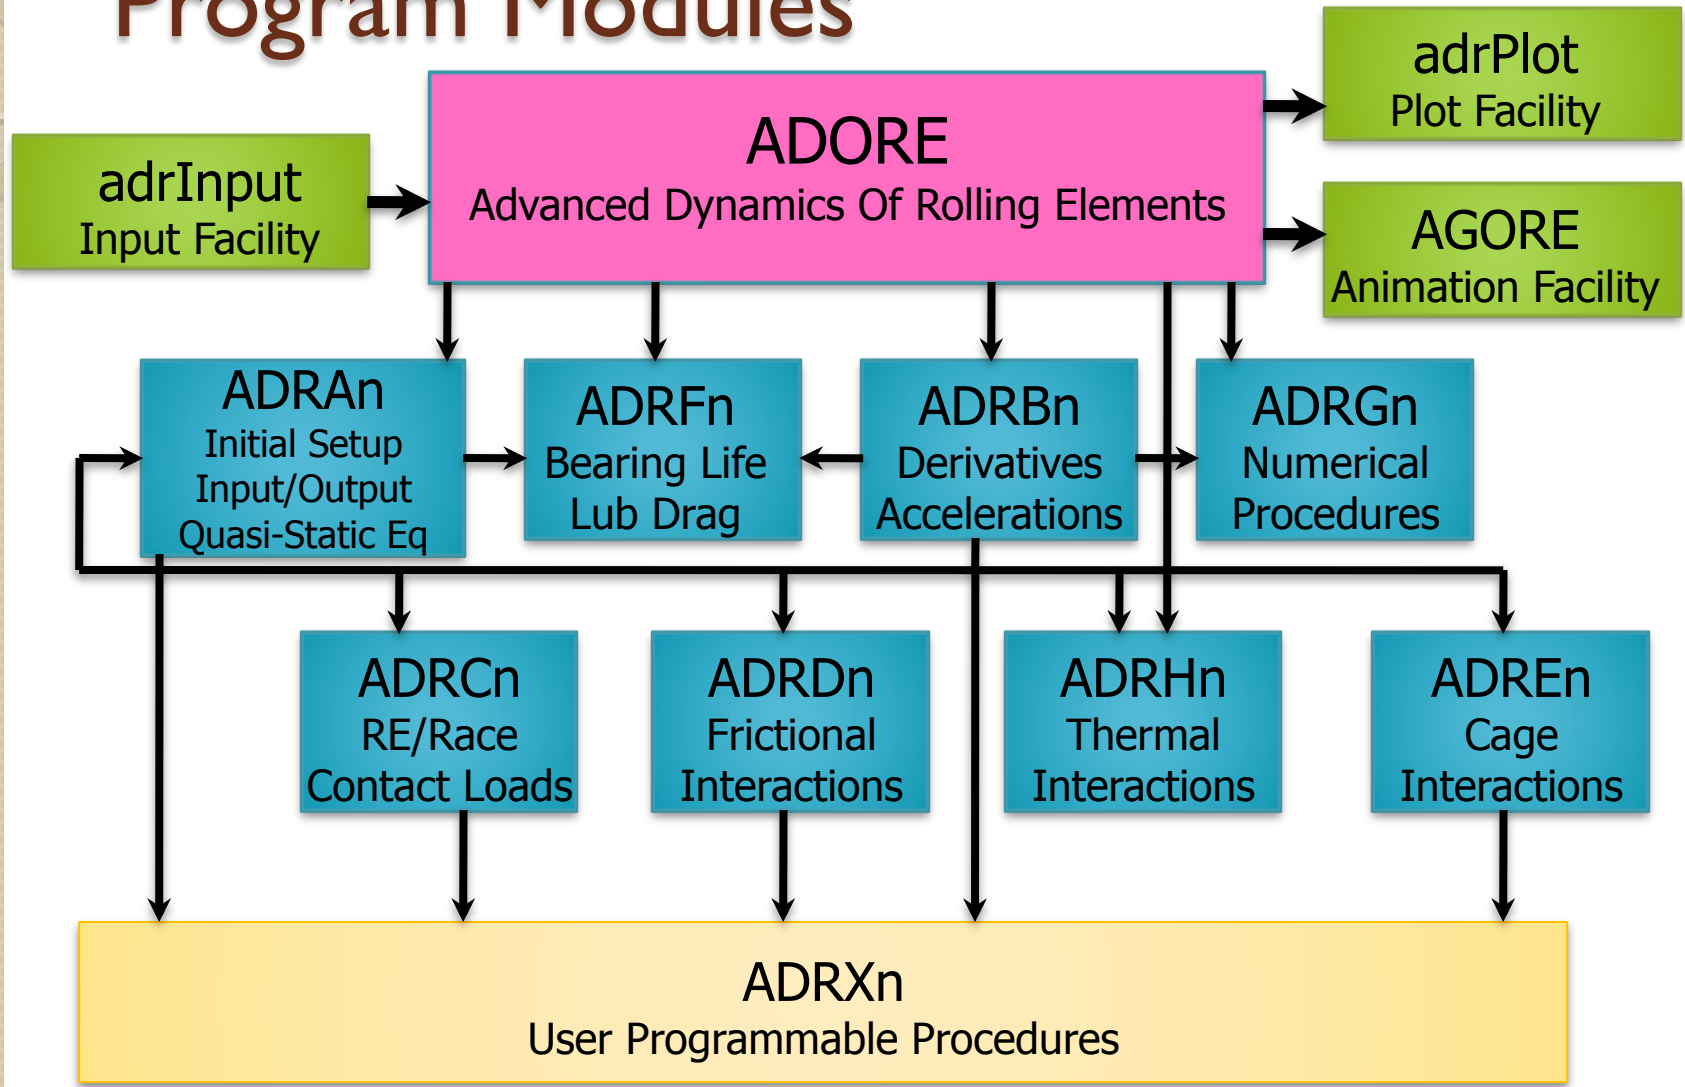 Program Modules
adrPlot
Plot Facility
ADORE
Advanced Dynamics Of Rolling Elements
adrInput
Input Facility
AGORE
Animation Facility
ADRAn
Initial Setup
Input/Output
Quasi-Static Eq
ADRFn
Bearing Life
Lub Drag
ADRBn
Derivatives
Accelerations
ADRGn
Numerical
Procedures
ADRCn
RE/Race
Contact Loads
ADRDn
Frictional
Interactions
ADRHn
Thermal
Interactions
ADREn
Cage
Interactions
ADRXn
User Programmable Procedures